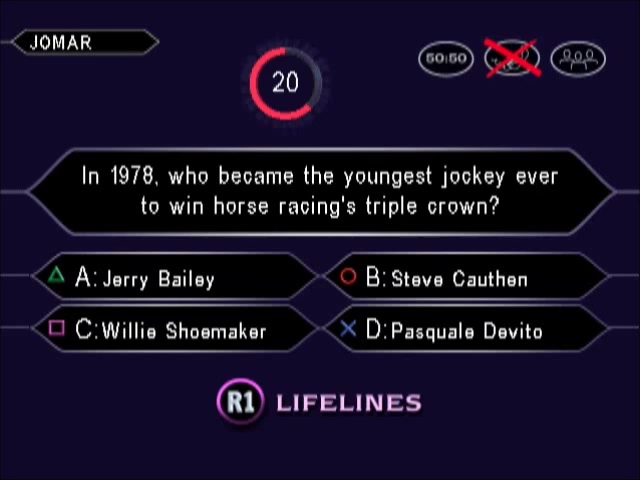 JOMAR
20
50:50
In 1978, who became the youngest jockey ever
to win horse racing's triple crown?
A: Jerry Bailey
B: Steve Cauthen
C: Willie Shoemaker
D: Pasquale Devito
R1 LIFELINES